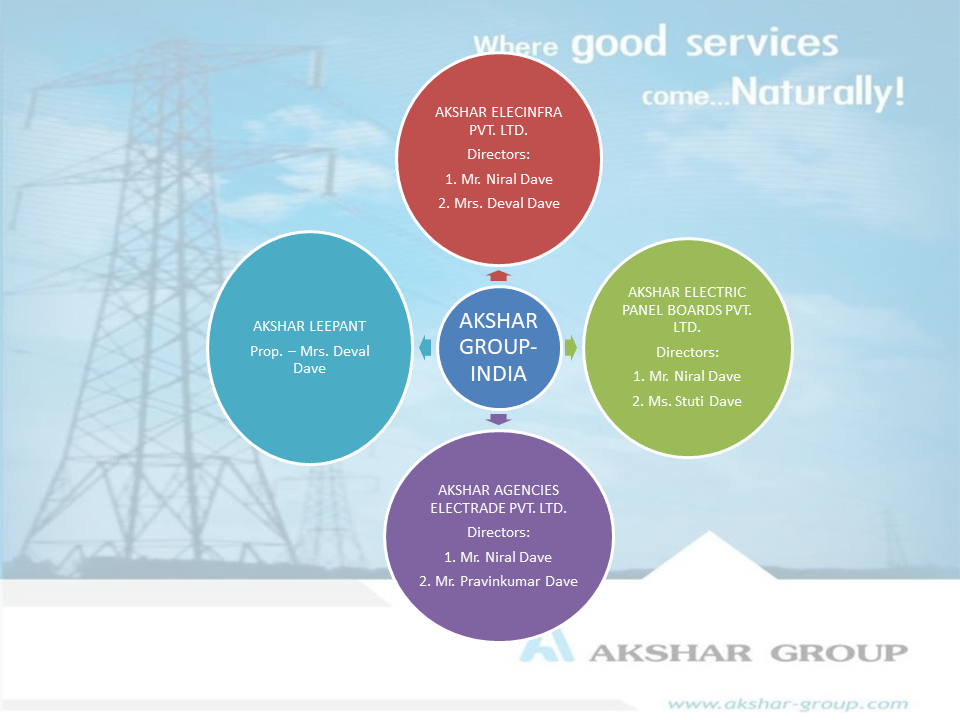 Where good services
come...Naturally!
AKSHAR ELECINFRA
PVT. LTD.
Directors:
1. Mr. Niral Dave
2. Mrs. Deval Dave
AKSHAR LEEPANT
Prop. – Mrs. Deval
Dave
AKSHAR
GROUP-
INDIA
AKSHAR ELECTRIC
PANEL BOARDS PVT.
LTD.
Directors:
1. Mr. Niral Dave
2. Ms. Stuti Dave
AKSHAR AGENCIES
ELECTRADE PVT. LTD.
Directors:
1. Mr. Niral Dave
2. Mr. Pravinkumar Dave
AKSHAR GROUP
www.akshar-group.com